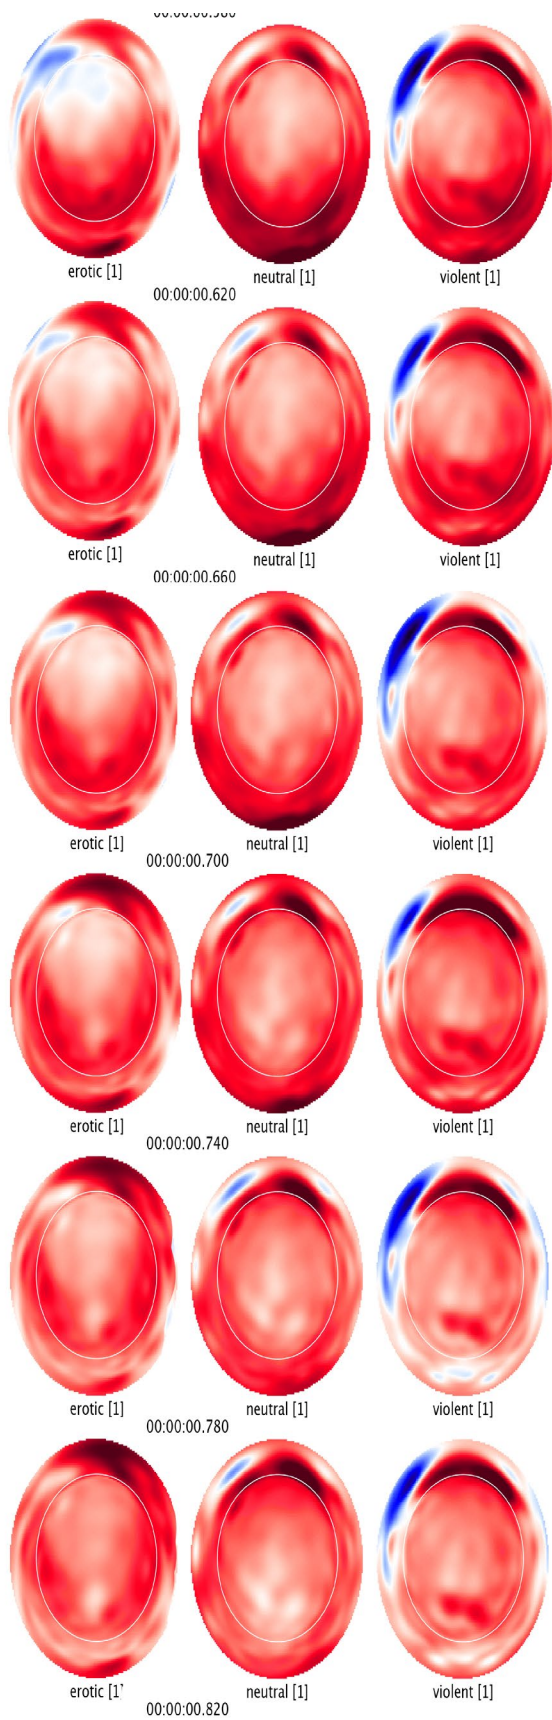 erotic [1] neutral [1] violent [1]
00:00:00.620
erotic [1] neutral [1] violent [1]
00:00:00.660
erotic [1] neutral [1] violent [1]
00:00:00.700
erotic [1] neutral [1] violent [1]
00:00:00.740
erotic [1] neutral [1] violent [1]
00:00:00.780
erotic [1] neutral [1] violent [1]
00:00:00.820